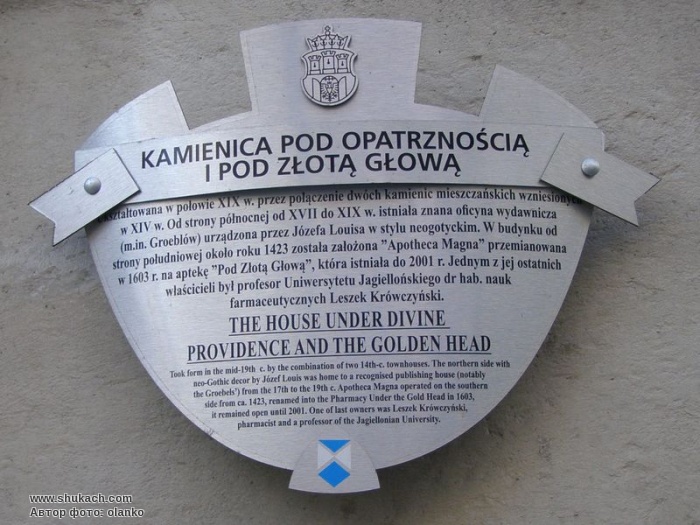 KAMIENICA POD OPATRZNOŚCIĄ
I POD ZŁOTĄ GŁOWĄ
kształtowana w połowie XIX w. przez połączenie dwóch kamienic mieszczańskich wzniesionych
w XIV w. Od strony północnej od XVII do XIX w. istniała znana oficyna wydawnicza
(m.in. Groeblów) urządzona przez Józefa Louisa w stylu neogotyckim. W budynku od
strony południowej około roku 1423 została założona "Apotheca Magna" przemianowana
w 1603 r. na aptekę "Pod Złotą Głową", która istniała do 2001 r. Jednym z jej ostatnich
właścicieli był profesor Uniwersytetu Jagiellońskiego dr hab. nauk
farmaceutycznych Leszek Krówczyński.
THE HOUSE UNDER DIVINE
PROVIDENCE AND THE GOLDEN HEAD
Took form in the mid-19th c. by the combination of two 14th-c. townhouses. The northern side with
neo-Gothic decor by Józef Louis was home to a recognised publishing house (notably
the Groebels') from the 17th to the 19th c. Apotheca Magna operated on the southern
side from ca. 1423, renamed into the Pharmacy Under the Gold Head in 1603,
it remained open until 2001. One of last owners was Leszek Krówczyński,
pharmacist and a professor of the Jagiellonian University.
www.shukach.com
Автор фото: olanko